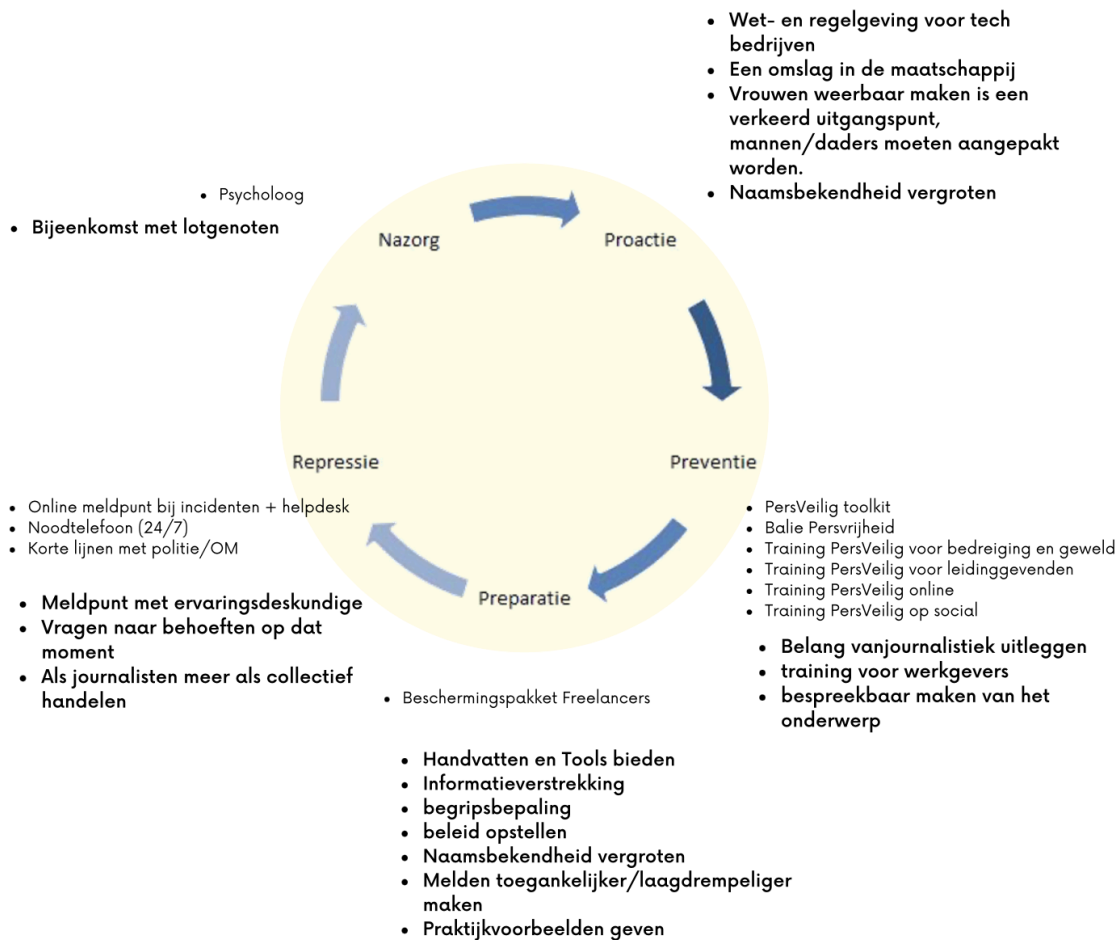 • Wet- en regelgeving voor tech
bedrijven
• Een omslag in de maatschappij
• Vrouwen weerbaar maken is een
verkeerd uitgangspunt,
mannen/daders moeten aangepakt
worden.
• Naamsbekendheid vergroten
• Psycholoog
• Bijeenkomst met lotgenoten
Nazorg
Proactie
Repressie
Preventie
Preparatie
• Online meldpunt bij incidenten + helpdesk
• Noodtelefoon (24/7)
• Korte lijnen met politie/OM
• Meldpunt met ervaringsdeskundige
• Vragen naar behoeften op dat
moment
• Als journalisten meer als collectief
handelen
• PersVeilig toolkit
• Balie Persvrijheid
• Training PersVeilig voor bedreiging en geweld
• Training PersVeilig voor leidinggevenden
• Training PersVeilig online
• Training PersVeilig op social
• Belang vanjournalistiek uitleggen
• training voor werkgevers
• bespreekbaar maken van het
onderwerp
• Beschermingspakket Freelancers
• Handvatten en Tools bieden
• Informatieverstrekking
• begripsbepaling
• beleid opstellen
• Naamsbekendheid vergroten
• Melden toegankelijker/laagdrempeliger
maken
• Praktijkvoorbeelden geven